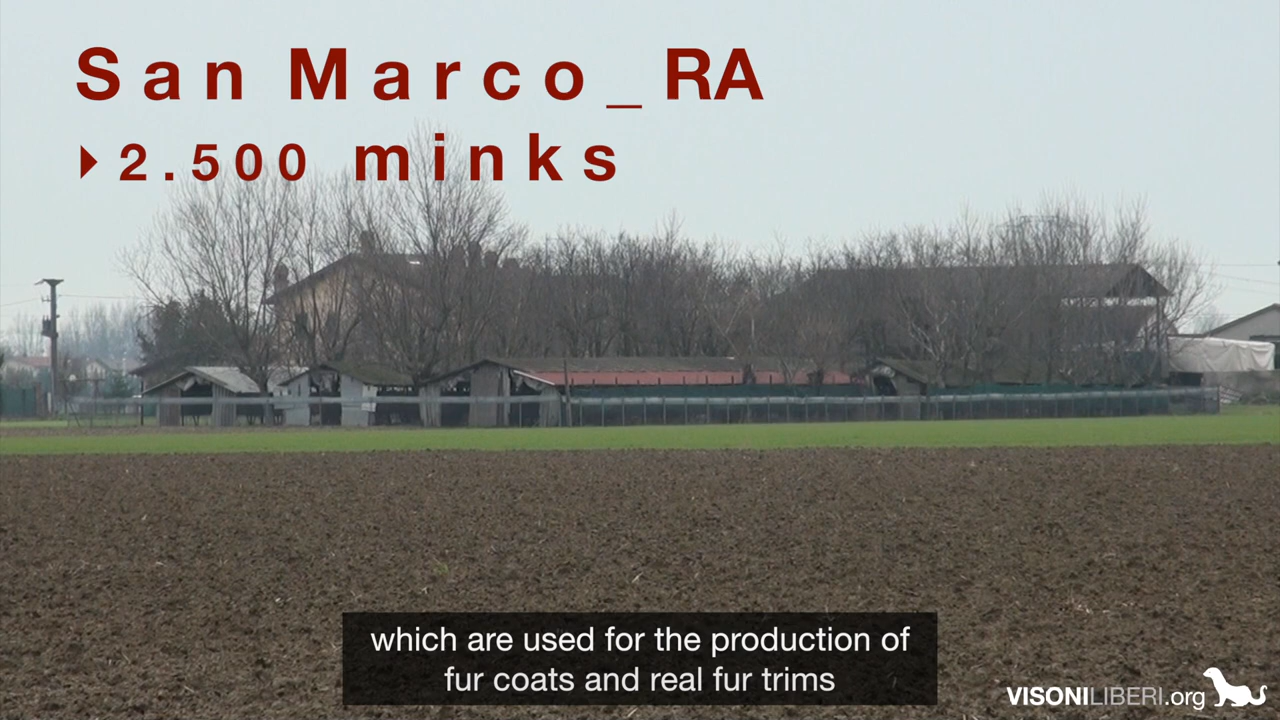 San Marco_RA
2.500 minks
which are used for the production of
fur coats and real fur trims
VISONILIBERI.org